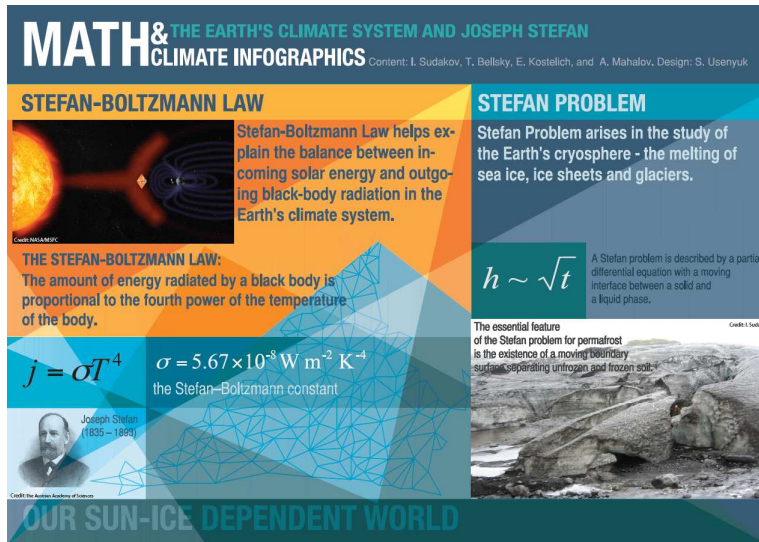 MATH & THE EARTH'S CLIMATE SYSTEM AND JOSEPH STEFAN
CLIMATE INFOGRAPHICS Content: I. Sudakov, T. Bellsky, E. Kostelich, and A. Mahalov. Design: S. Usenyuk
STEFAN-BOLTZMANN LAW
Stefan-Boltzmann Law helps ex-
plain the balance between in-
coming solar energy and outgo-
ing black-body radiation in the
Earth's climate system.
Credit: NASA/MSFC
THE STEFAN-BOLTZMANN LAW:
The amount of energy radiated by a black body is
proportional to the fourth power of the temperature
of the body.
j = σT⁴
σ = 5.67×10⁻⁸ W m⁻² K⁻⁴
the Stefan–Boltzmann constant
Joseph Stefan
(1835 – 1893)
Credit: the Austrian Academy of Sciences
STEFAN PROBLEM
Stefan Problem arises in the study of
the Earth's cryosphere - the melting of
sea ice, ice sheets and glaciers.
h ~ √t
A Stefan problem is described by a partia
differential equation with a moving
interface between a solid and
a liquid phase.
The essential feature
of the Stefan problem for permafrost
is the existence of a moving boundary
surface separating unfrozen and frozen soil.
Credit: I. Suda
OUR SUN-ICE DEPENDENT WORLD